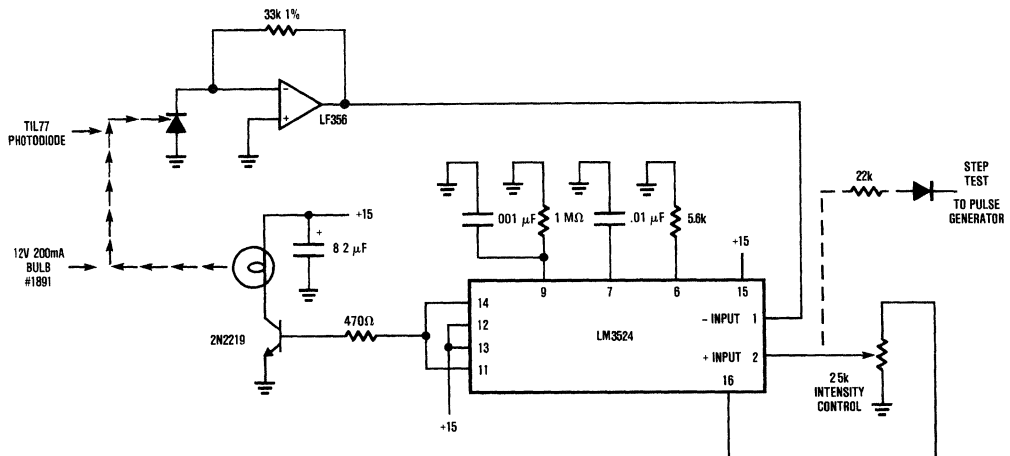 33k 1%
−
+
LF356
TIL77
PHOTODIODE
+15
+
8 2 µF
12V 200mA
BULB
#1891
2N2219
470Ω
001 µF
1 MΩ
.01 µF
5.6k
+15
22k
STEP
TEST
TO PULSE
GENERATOR
9
7
6
15
14
12
13
11
LM3524
− INPUT 1
+ INPUT 2
16
+15
25k
INTENSITY
CONTROL